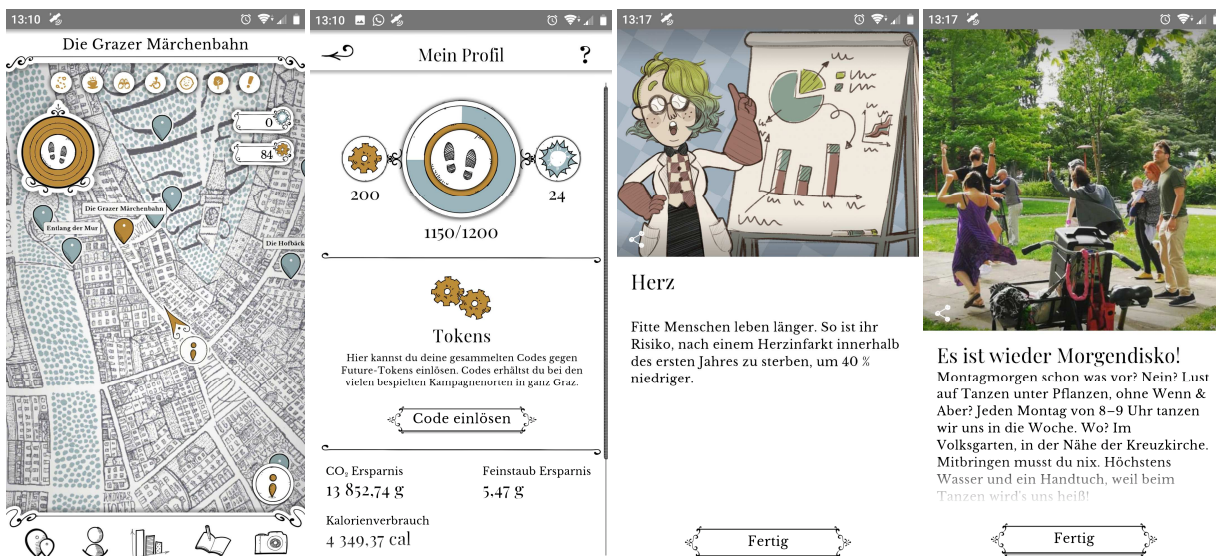 13:10
Die Grazer Märchenbahn
0
84
Die Grazer Märchenbahn
Entlang der Mur
Die Hofbäck
13:10
Mein Profil
?
200
24
1150/1200
Tokens
Hier kannst du deine gesammelten Codes gegen
Future-Tokens einlösen. Codes erhältst du bei den
vielen bespielten Kampagnenorten in ganz Graz.
Code einlösen
CO₂ Ersparnis
13 852,74 g
Feinstaub Ersparnis
5,47 g
Kalorienverbrauch
4 349,37 cal
13:17
Herz
Fitte Menschen leben länger. So ist ihr
Risiko, nach einem Herzinfarkt innerhalb
des ersten Jahres zu sterben, um 40 %
niedriger.
Fertig
13:17
Es ist wieder Morgendisko!
Montagmorgen schon was vor? Nein? Lust
auf Tanzen unter Pflanzen, ohne Wenn &
Aber? Jeden Montag von 8–9 Uhr tanzen
wir uns in die Woche. Wo? Im
Volksgarten, in der Nähe der Kreuzkirche.
Mitbringen musst du nix. Höchstens
Wasser und ein Handtuch, weil beim
Tanzen wird's uns heiß!
Fertig